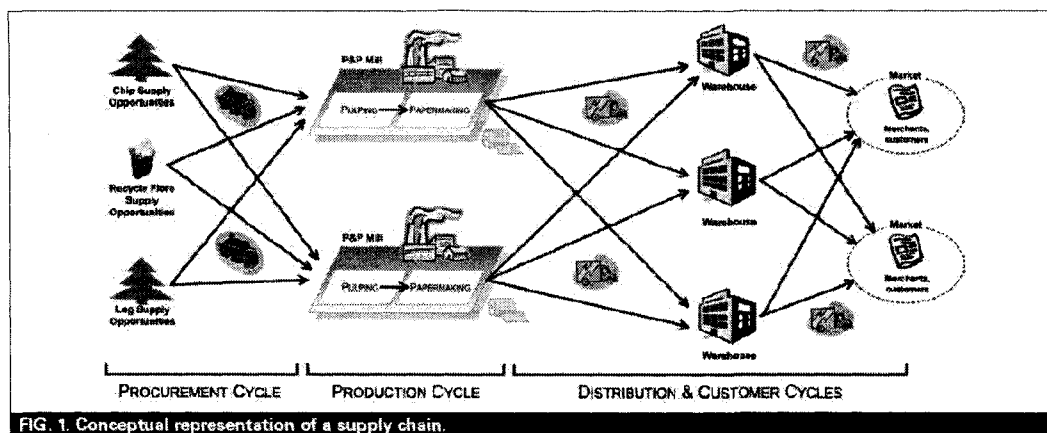 P&P Mill
PULPING PAPERMAKING
Chip Supply
Opportunities
Recycle Fibre
Supply
Opportunities
P&P Mill
PULPING PAPERMAKING
Log Supply
Opportunities
Warehouse
Warehouse
Warehouse
Market
Merchants,
customers
Market
Merchants,
customers
PROCUREMENT CYCLE
PRODUCTION CYCLE
DISTRIBUTION & CUSTOMER CYCLES
FIG. 1. Conceptual representation of a supply chain.